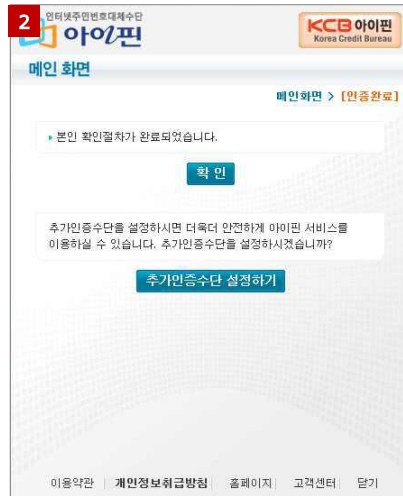 2
인터넷주민번호대체수단
아이핀
KCB 아이핀
Korea Credit Bureau
메인 화면
메인화면 > [인증완료]
본인 확인절차가 완료되었습니다.
확 인
추가인증수단을 설정하시면 더욱더 안전하게 아이핀 서비스를
이용하실 수 있습니다. 추가인증수단을 설정하시겠습니까?
추가인증수단 설정하기
이용약관 | 개인정보취급방침 | 홈페이지 | 고객센터 | 닫기